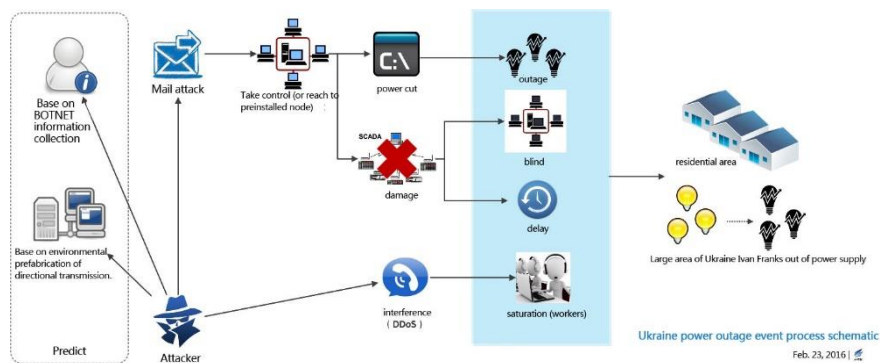 Base on
BOTNET
information
collection
Base on environmental
prefabrication of
directional transmission.
Predict
Attacker
Mail attack
Take control (or reach to
preinstalled node)
C:\
power cut
SCADA
damage
interference
( DDoS )
outage
blind
delay
saturation (workers)
residential area
Large area of Ukraine Ivan Franks out of power supply
Ukraine power outage event process schematic
Feb. 23, 2016 |